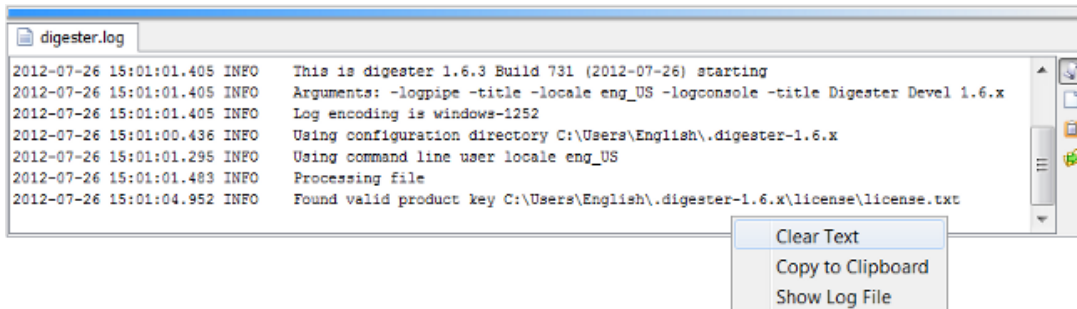 digester.log
2012-07-26 15:01:01.405 INFO This is digester 1.6.3 Build 731 (2012-07-26) starting
2012-07-26 15:01:01.405 INFO Arguments: -logpipe -title -locale eng_US -logconsole -title Digester Devel 1.6.x
2012-07-26 15:01:01.405 INFO Log encoding is windows-1252
2012-07-26 15:01:00.436 INFO Using configuration directory C:\Users\English\.digester-1.6.x
2012-07-26 15:01:01.295 INFO Using command line user locale eng_US
2012-07-26 15:01:01.483 INFO Processing file
2012-07-26 15:01:04.952 INFO Found valid product key C:\Users\English\.digester-1.6.x\license\license.txt
Clear Text
Copy to Clipboard
Show Log File